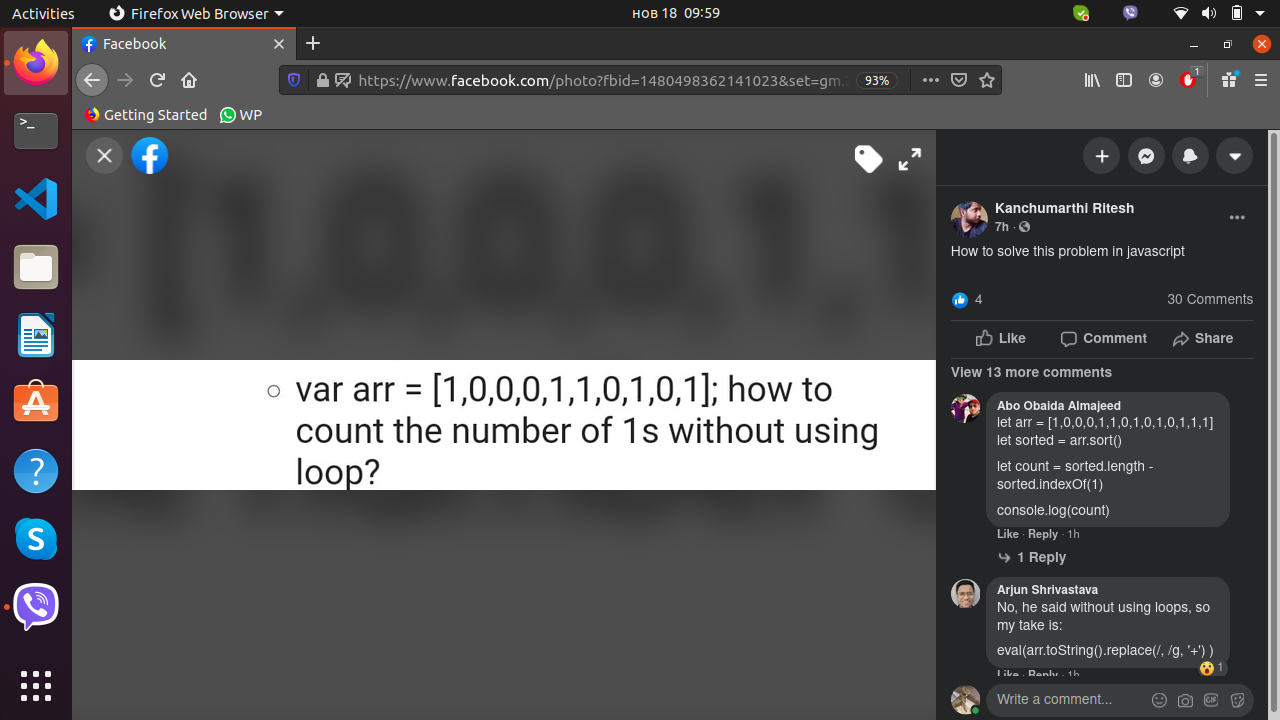 Activities
Firefox Web Browser
нов 18 09:59
Facebook
https://www.facebook.com/photo?fbid=1480498362141023&set=gm.
93%
1
Getting Started
WP
var arr = [1,0,0,0,1,1,0,1,0,1]; how to
count the number of 1s without using
loop?
Kanchumarthi Ritesh
7h ·
How to solve this problem in javascript
4
30 Comments
Like
Comment
Share
View 13 more comments
Abo Obaida Almajeed
let arr = [1,0,0,0,1,1,0,1,0,1,0,1,1,1]
let sorted = arr.sort()
let count = sorted.length -
sorted.indexOf(1)
console.log(count)
Like · Reply · 1h
1 Reply
Arjun Shrivastava
No, he said without using loops, so
my take is:
eval(arr.toString().replace(/, /g, '+') )
1
Like · Reply · 1h
Write a comment...
GIF